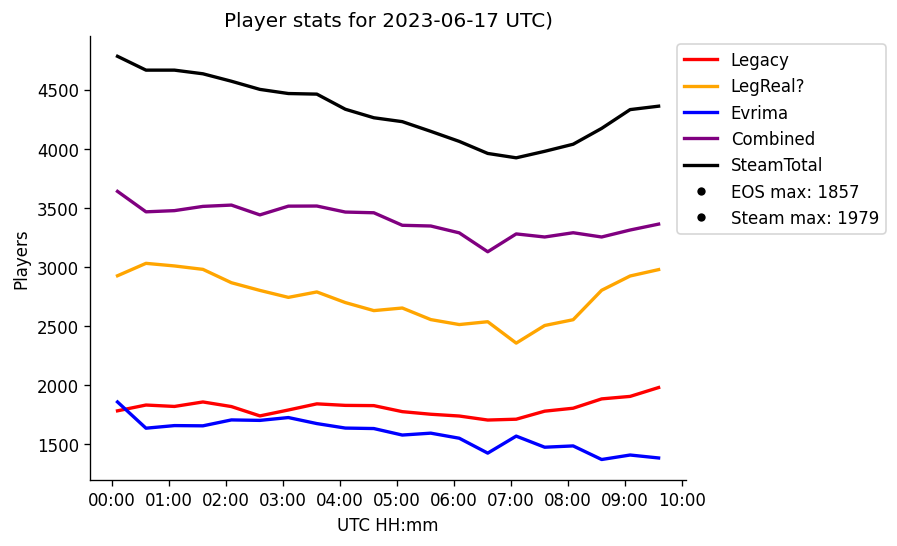 Player stats for 2023-06-17 UTC)
Legacy
LegReal?
Evrima
Combined
SteamTotal
EOS max: 1857
Steam max: 1979
Players
4500
4000
3500
3000
2500
2000
1500
00:00 01:00 02:00 03:00 04:00 05:00 06:00 07:00 08:00 09:00 10:00
UTC HH:mm